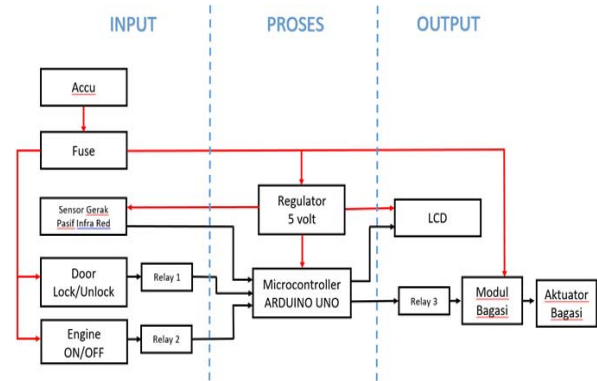 INPUT
PROSES
OUTPUT
Accu
Fuse
Regulator
5 volt
Sensor Gerak
Pasif Infra Red
LCD
Door
Lock/Unlock
Relay 1
Microcontroller
ARDUINO UNO
Relay 3
Modul
Bagasi
Aktuator
Bagasi
Engine
ON/OFF
Relay 2